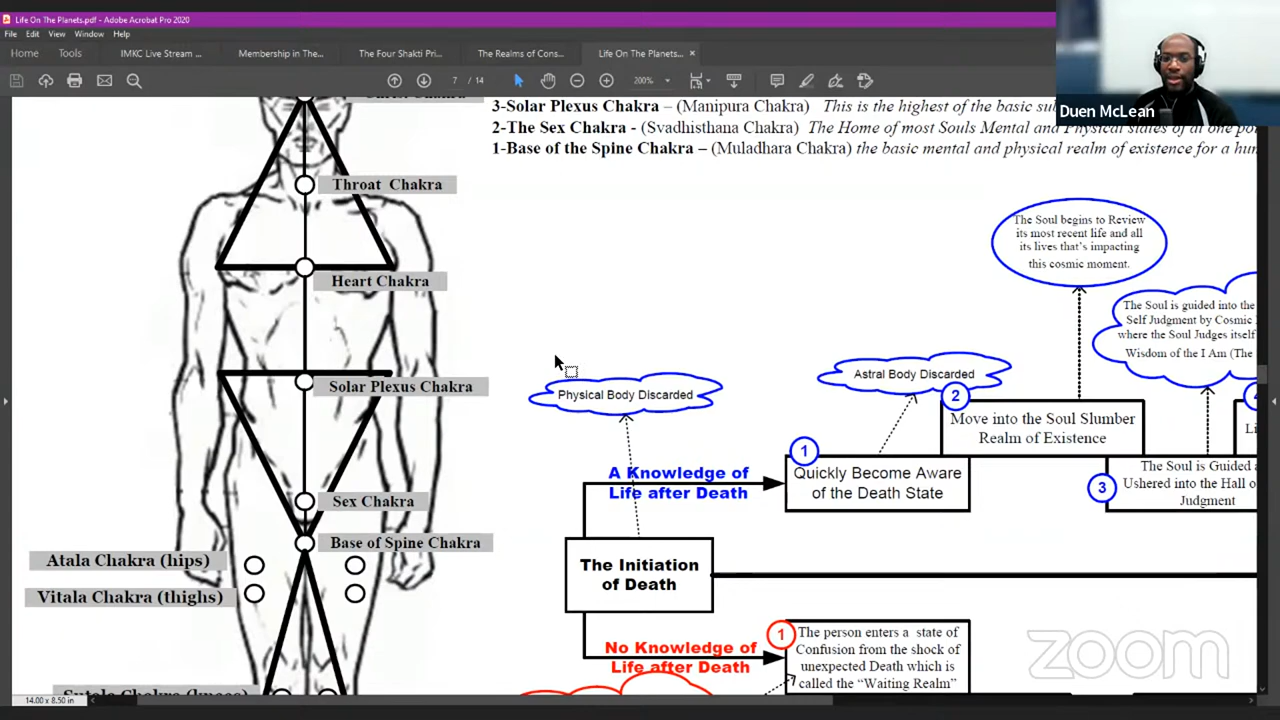 Life On The Planets.pdf - Adobe Acrobat Pro 2020
File Edit View Window Help
Home Tools IMKC Live Stream ... Membership in The... The Four Shakti Pri... The Realms of Cons... Life On The Planets... ×
7 / 14 200%
Duen McLean
3-Solar Plexus Chakra – (Manipura Chakra) This is the highest of the basic
2-The Sex Chakra - (Svadhisthana Chakra) The Home of most Souls Mental and Physical states of at one
1-Base of the Spine Chakra – (Muladhara Chakra) the basic mental and physical realm of existence for a
Throat Chakra
Heart Chakra
Solar Plexus Chakra
Sex Chakra
Base of Spine Chakra
Atala Chakra (hips)
Vitala Chakra (thighs)
The Soul begins to Review
its most recent life and all
its lives that's impacting
this cosmic moment.
The Soul is guided into the
Self Judgment by Cosmic
where the Soul Judges itself
Wisdom of the I Am (The
Physical Body Discarded
Astral Body Discarded
2
Move into the Soul Slumber
Realm of Existence
A Knowledge of
Life after Death
1
Quickly Become Aware
of the Death State
3
The Soul is Guided
Ushered into the Hall
Judgment
The Initiation
of Death
No Knowledge of
Life after Death
1
The person enters a state of
Confusion from the shock of
unexpected Death which is
called the “Waiting Realm”
zoom
14.00 x 8.50 in